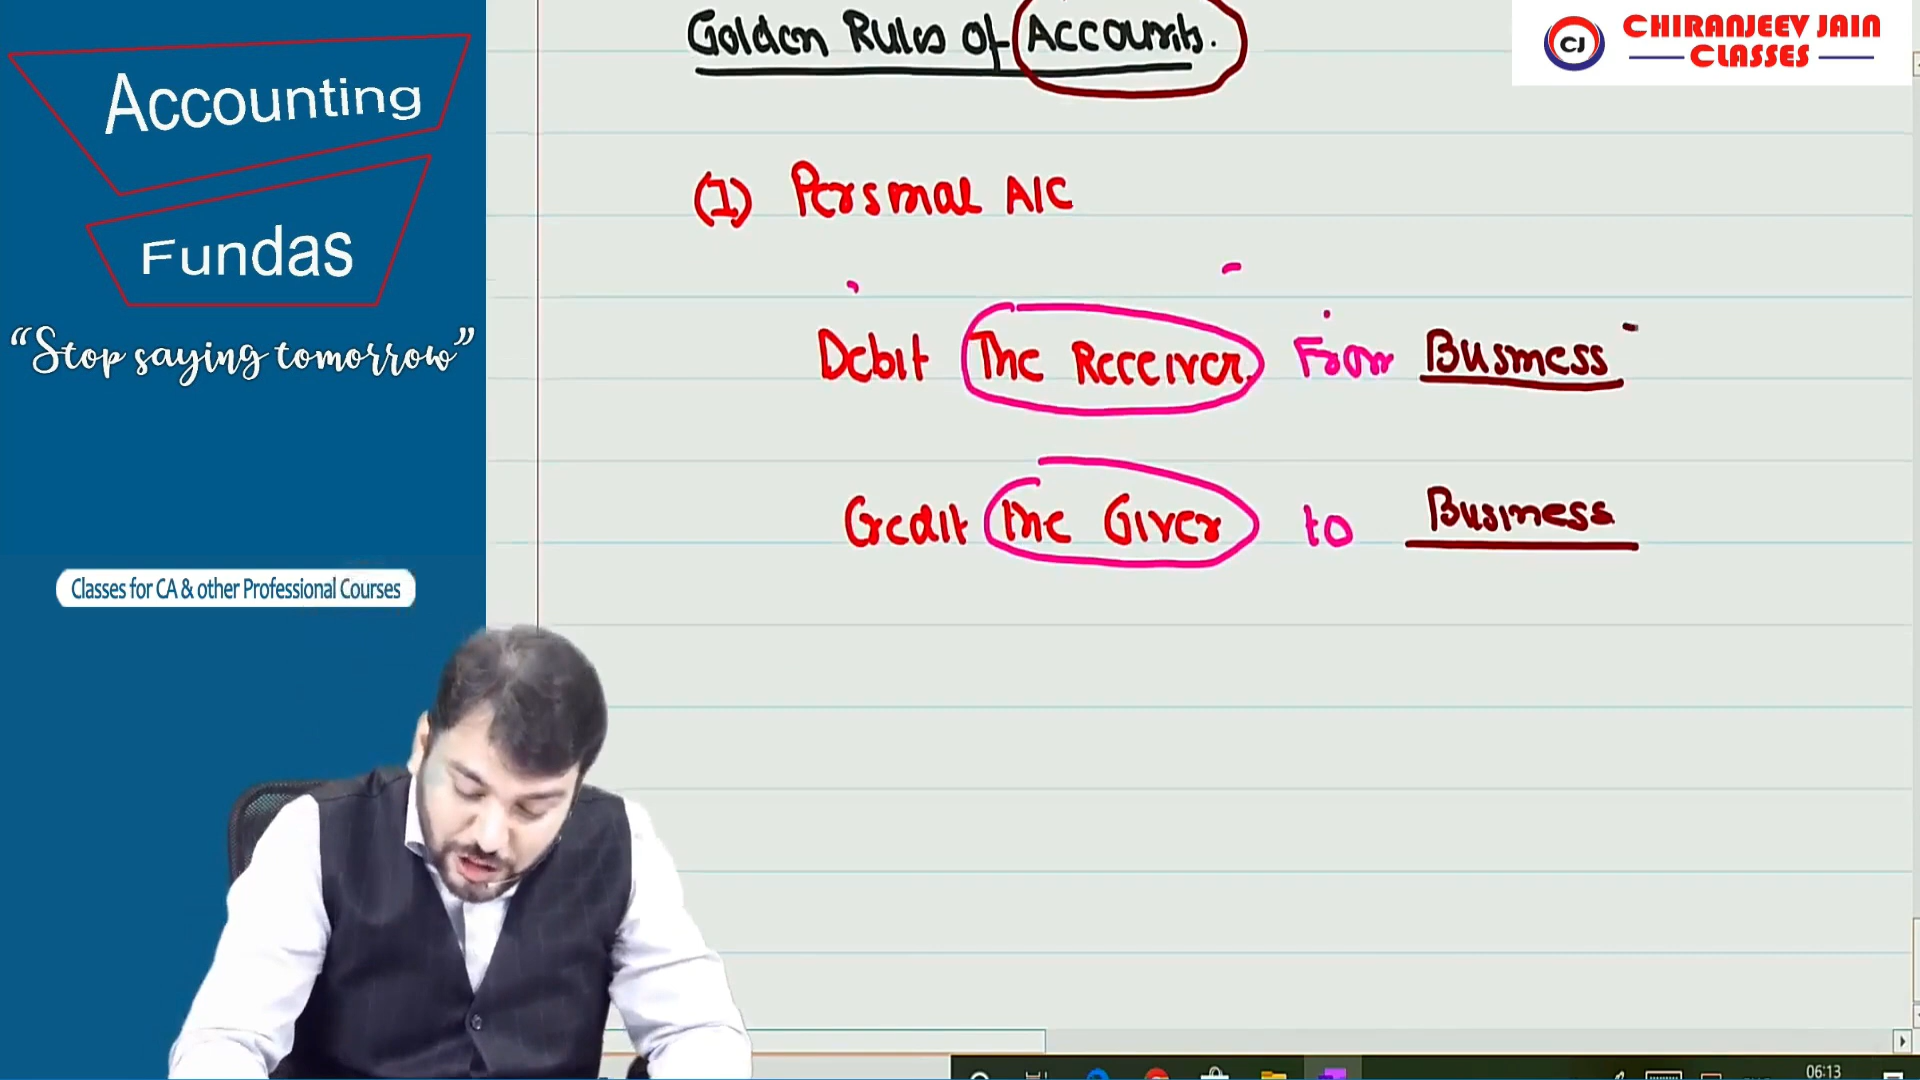 Accounting
Fundas
“Stop saying tomorrow”
Classes for CA & other Professional Courses
CHIRANJEEV JAIN
CJ
CLASSES
Golden Rules of Accounts.
(I) Personal A/C
Debit The Receiver. From Business
Credit the Giver to Business
06:13